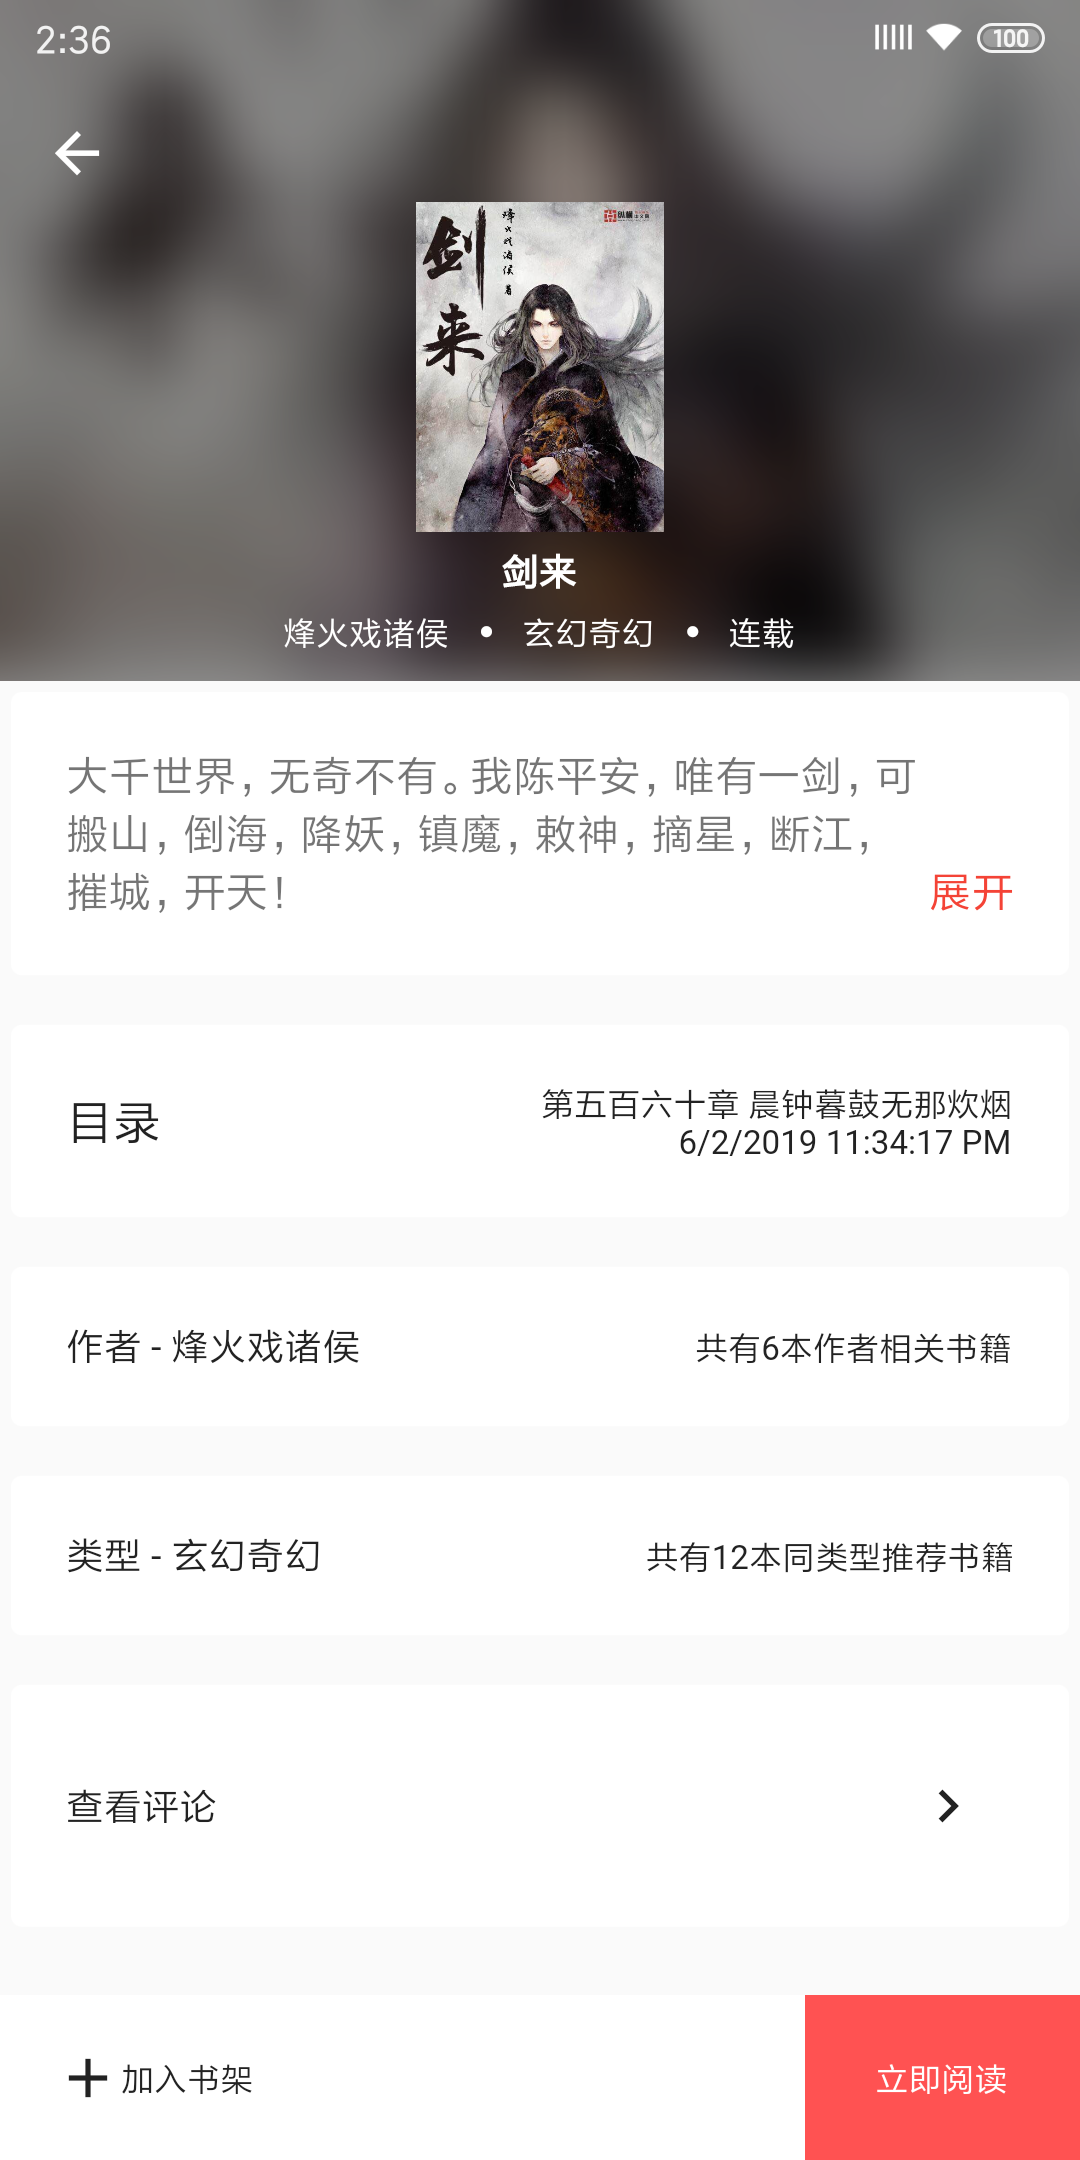 2:36
100
剑来
烽火戏诸侯 著
纵横
剑来
烽火戏诸侯 • 玄幻奇幻 • 连载
大千世界，无奇不有。我陈平安，唯有一剑，可
搬山，倒海，降妖，镇魔，敕神，摘星，断江，
摧城，开天！
展开
目录
第五百六十章 晨钟暮鼓无那炊烟
6/2/2019 11:34:17 PM
作者 - 烽火戏诸侯
共有6本作者相关书籍
类型 - 玄幻奇幻
共有12本同类型推荐书籍
查看评论
加入书架
立即阅读